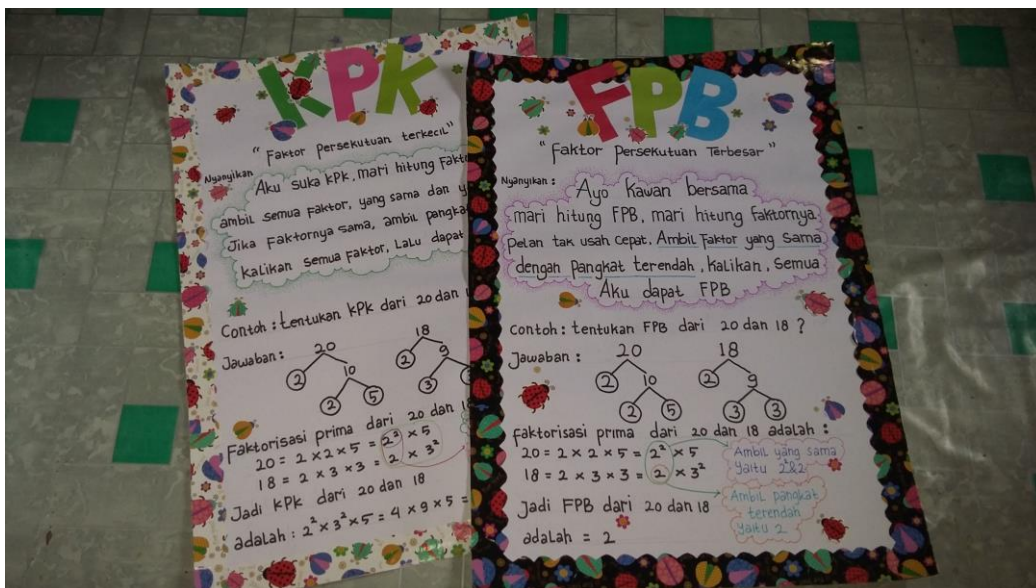 KPK
"Faktor Persekutuan terkecil"
Nyanyikan
Aku suka KPK, mari hitung
ambil semua faktor, yang sama dan
Jika Faktornya sama, ambil
Kalikan semua Faktor, Lalu dapat
Contoh : tentukan KPK dari 20 dan
Jawaban :
20
18
2
10
2
9
2
5
3
Faktorisasi prima dari 20 dan
20 = 2 × 2 × 5 = 2² × 5
18 = 2 × 3 × 3 = 2 × 3²
Jadi KPK dari 20 dan 18
adalah : 2² × 3² × 5 = 4 × 9 × 5 =
FPB
"Faktor Persekutuan Terbesar"
Nyanyikan :
Ayo Kawan bersama
mari hitung FPB, mari hitung faktornya
Pelan tak usah cepat. Ambil Faktor yang sama
dengan pangkat terendah, Kalikan, Semua
Aku dapat FPB
Contoh : tentukan FPB dari 20 dan 18 ?
Jawaban :
20
18
2
10
2
9
2
5
3
3
faktorisasi prima dari 20 dan 18 adalah :
20 = 2 × 2 × 5 = 2² × 5
18 = 2 × 3 × 3 = 2 × 3²
Ambil yang sama
yaitu 2²&2
Ambil pangkat
terendah
yaitu 2
Jadi FPB dari 20 dan 18
adalah = 2